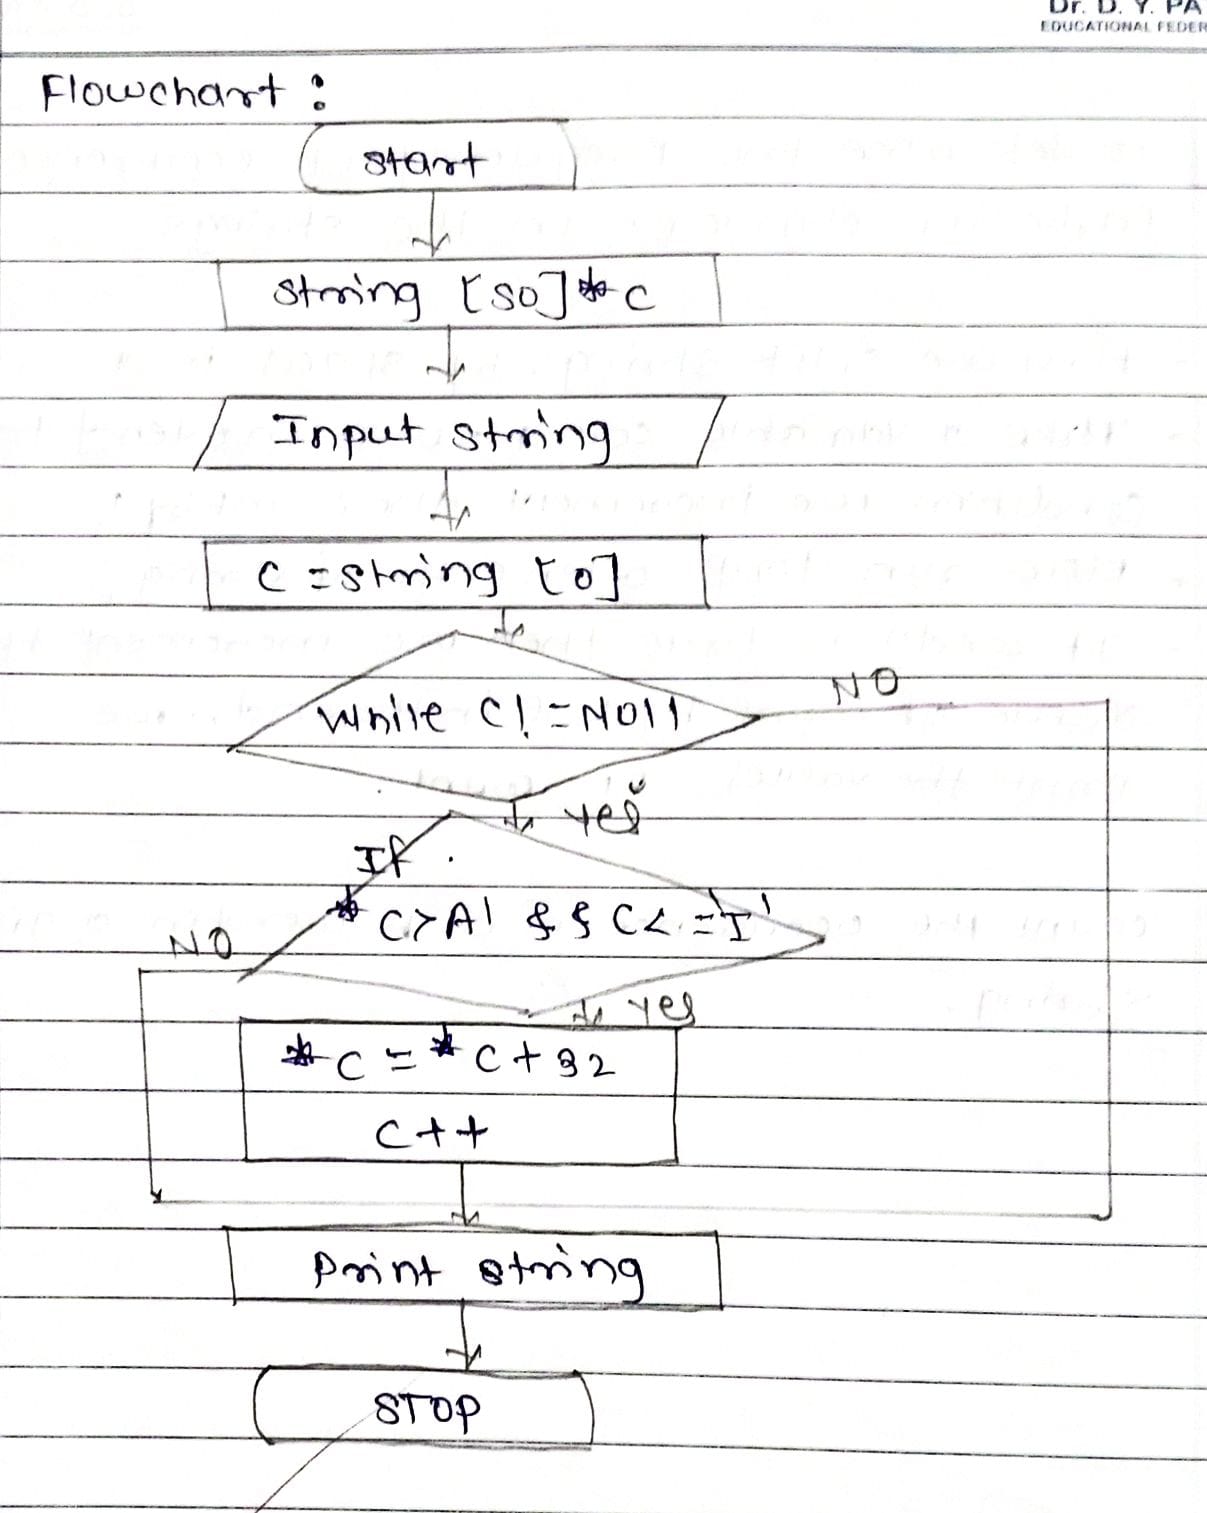 Dr. D. Y. PA
EDUCATIONAL FEDER
Flowchart :
start
string [50] * C
Input string
C = string [0]
While C! = NOll
NO
yes
If
* C > A' && C < = 'I'
NO
yes
* C = * C + 32
C + +
Print string
STOP